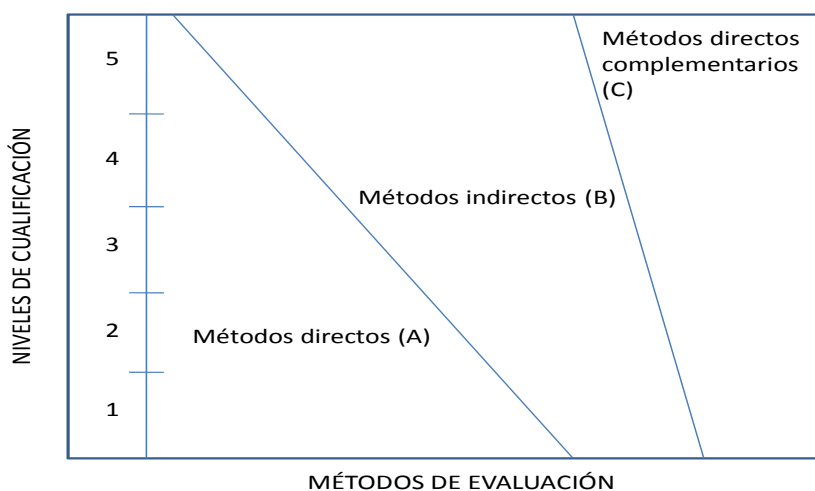 Métodos directos
complementarios
(C)
5
4
Métodos indirectos (B)
3
Métodos directos (A)
2
1
NIVELES DE CUALIFICACIÓN
MÉTODOS DE EVALUACIÓN